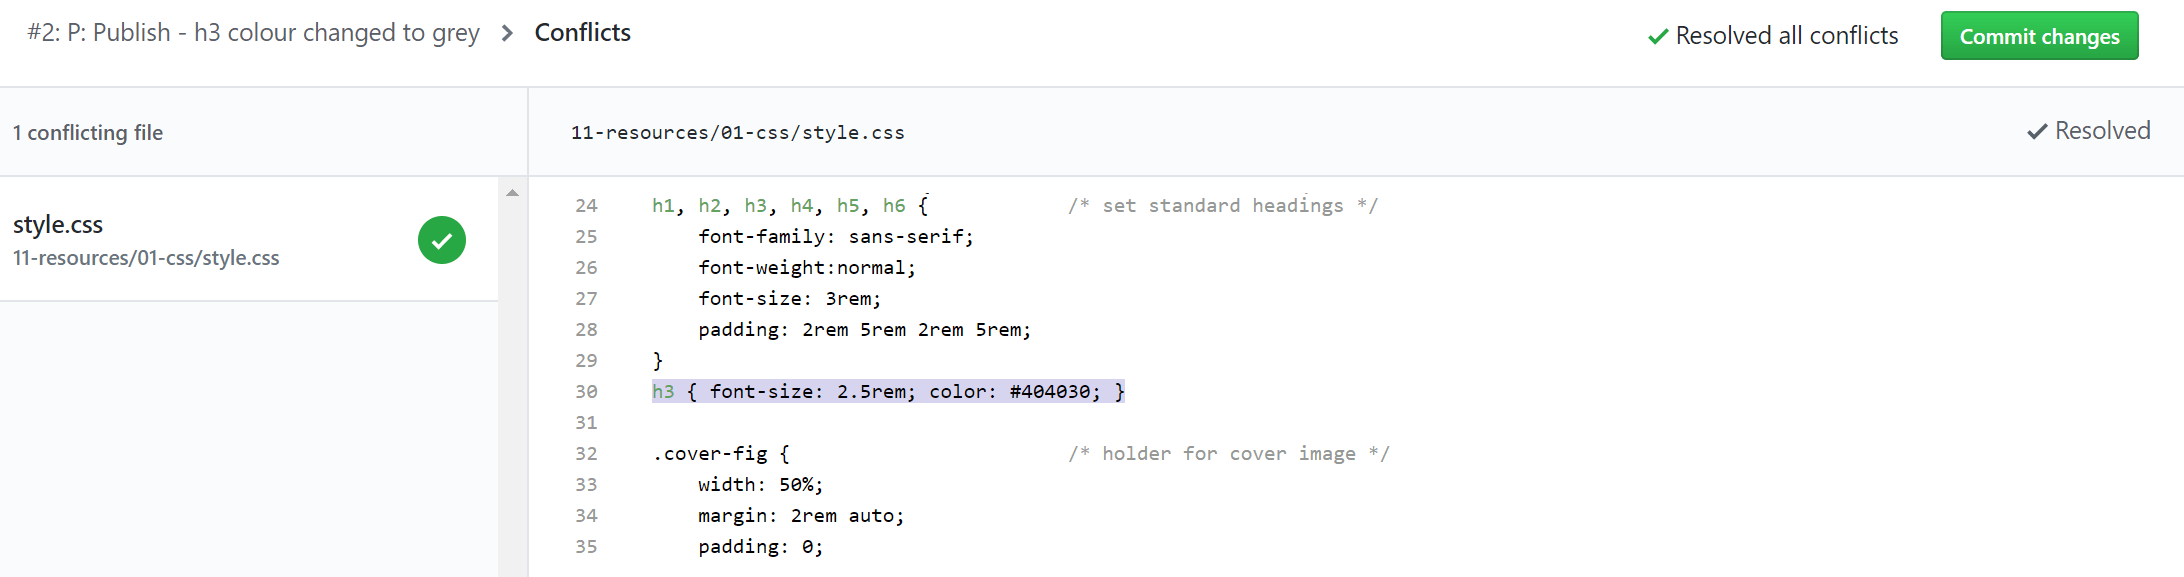 #2: P: Publish - h3 colour changed to grey > Conflicts
Resolved all conflicts
Commit changes
1 conflicting file
11-resources/01-css/style.css
Resolved
style.css
11-resources/01-css/style.css
24 h1, h2, h3, h4, h5, h6 { /* set standard headings */
25 font-family: sans-serif;
26 font-weight:normal;
27 font-size: 3rem;
28 padding: 2rem 5rem 2rem 5rem;
29 }
30 h3 { font-size: 2.5rem; color: #404030; }
31
32 .cover-fig { /* holder for cover image */
33 width: 50%;
34 margin: 2rem auto;
35 padding: 0;